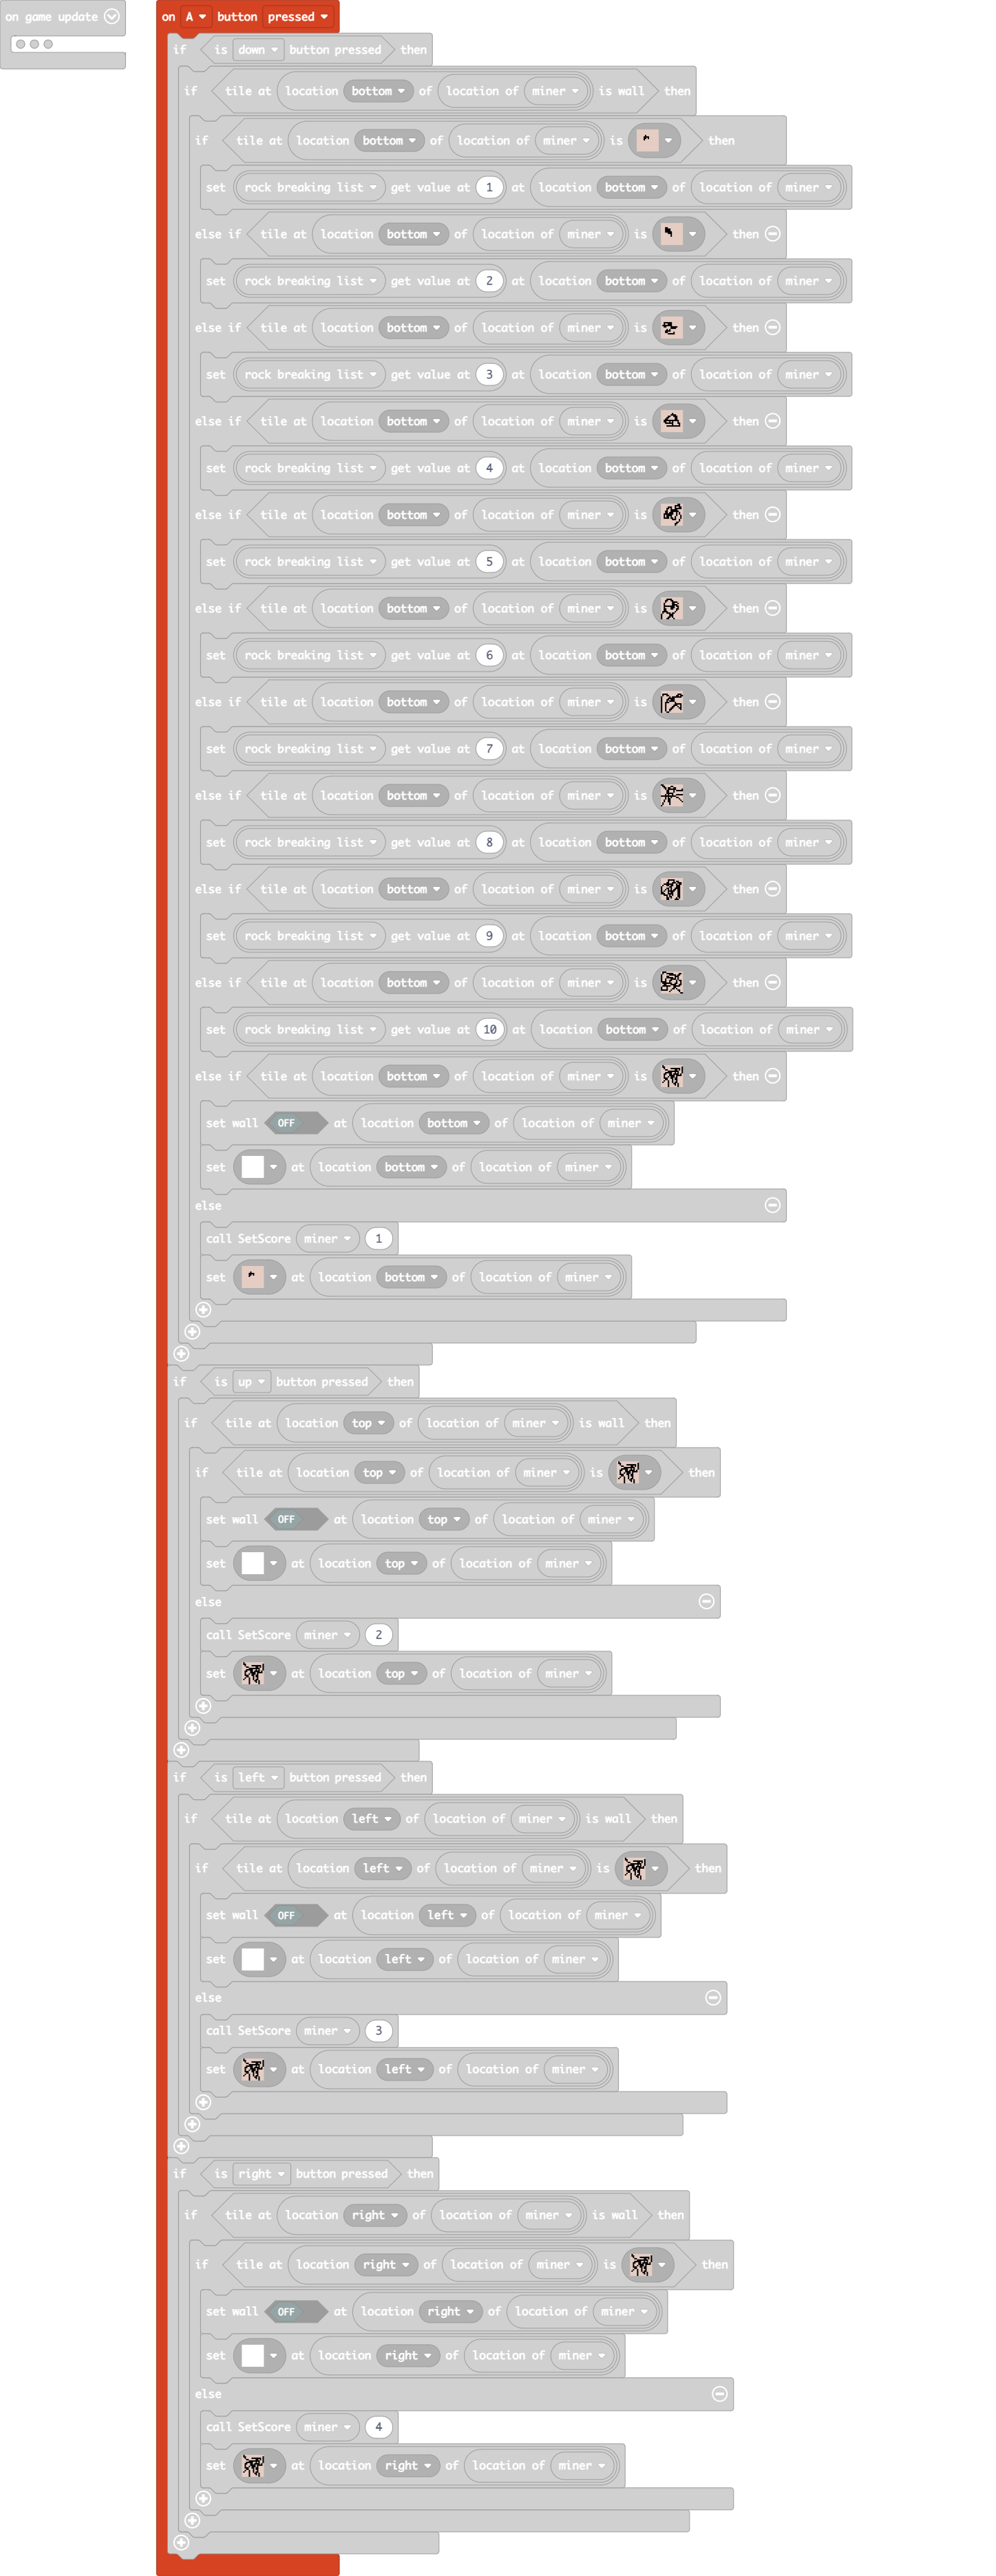 on game update
on A button pressed
if is down button pressed then
if tile at location bottom of location of miner is wall then
if tile at location bottom of location of miner is then
set rock breaking list get value at 1 at location bottom of location of miner
else if tile at location bottom of location of miner is then
set rock breaking list get value at 2 at location bottom of location of miner
else if tile at location bottom of location of miner is then
set rock breaking list get value at 3 at location bottom of location of miner
else if tile at location bottom of location of miner is then
set rock breaking list get value at 4 at location bottom of location of miner
else if tile at location bottom of location of miner is then
set rock breaking list get value at 5 at location bottom of location of miner
else if tile at location bottom of location of miner is then
set rock breaking list get value at 6 at location bottom of location of miner
else if tile at location bottom of location of miner is then
set rock breaking list get value at 7 at location bottom of location of miner
else if tile at location bottom of location of miner is then
set rock breaking list get value at 8 at location bottom of location of miner
else if tile at location bottom of location of miner is then
set rock breaking list get value at 9 at location bottom of location of miner
else if tile at location bottom of location of miner is then
set rock breaking list get value at 10 at location bottom of location of miner
else if tile at location bottom of location of miner is then
set wall OFF at location bottom of location of miner
set at location bottom of location of miner
else
call SetScore miner 1
set at location bottom of location of miner
if is up button pressed then
if tile at location top of location of miner is wall then
if tile at location top of location of miner is then
set wall OFF at location top of location of miner
set at location top of location of miner
else
call SetScore miner 2
set at location top of location of miner
if is left button pressed then
if tile at location left of location of miner is wall then
if tile at location left of location of miner is then
set wall OFF at location left of location of miner
set at location left of location of miner
else
call SetScore miner 3
set at location left of location of miner
if is right button pressed then
if tile at location right of location of miner is wall then
if tile at location right of location of miner is then
set wall OFF at location right of location of miner
set at location right of location of miner
else
call SetScore miner 4
set at location right of location of miner